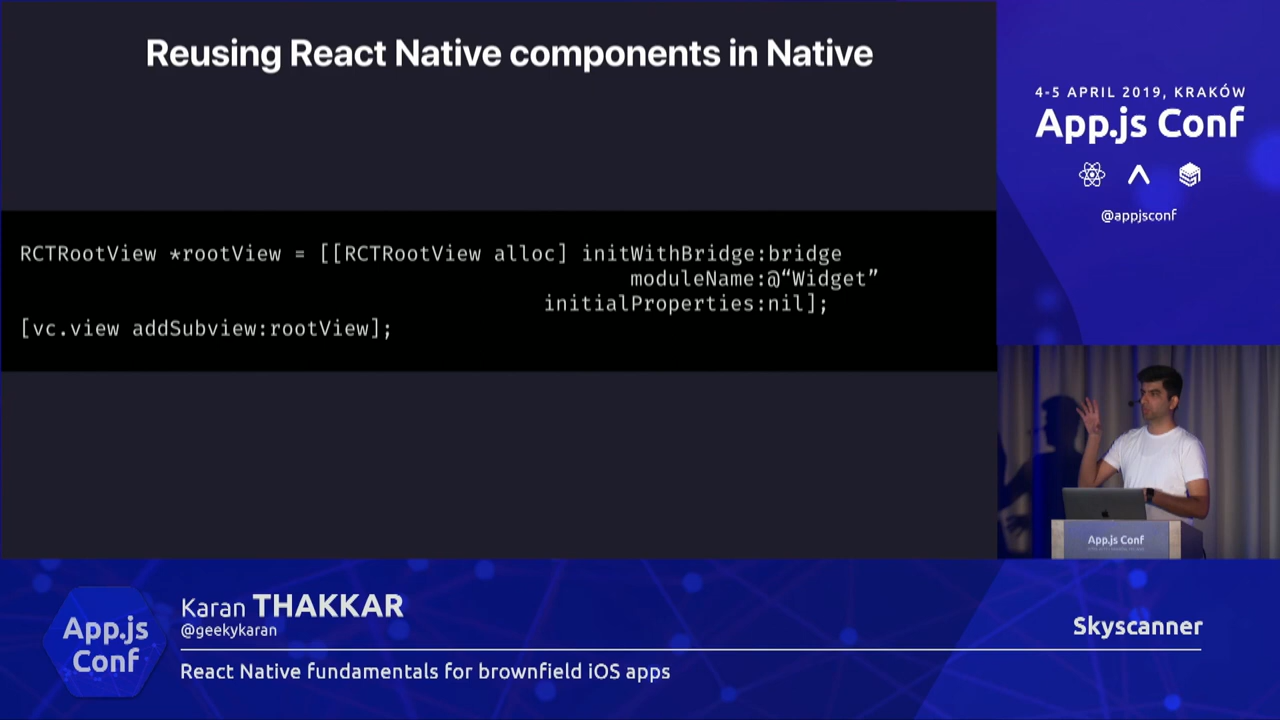 Reusing React Native components in Native
RCTRootView *rootView = [[RCTRootView alloc] initWithBridge:bridge
moduleName:@“Widget”
initialProperties:nil];
[vc.view addSubview:rootView];
4-5 APRIL 2019, KRAKÓW
App.js Conf
@appjsconf
App.js Conf
App.js
Conf
Karan THAKKAR
@geekykaran
Skyscanner
React Native fundamentals for brownfield iOS apps